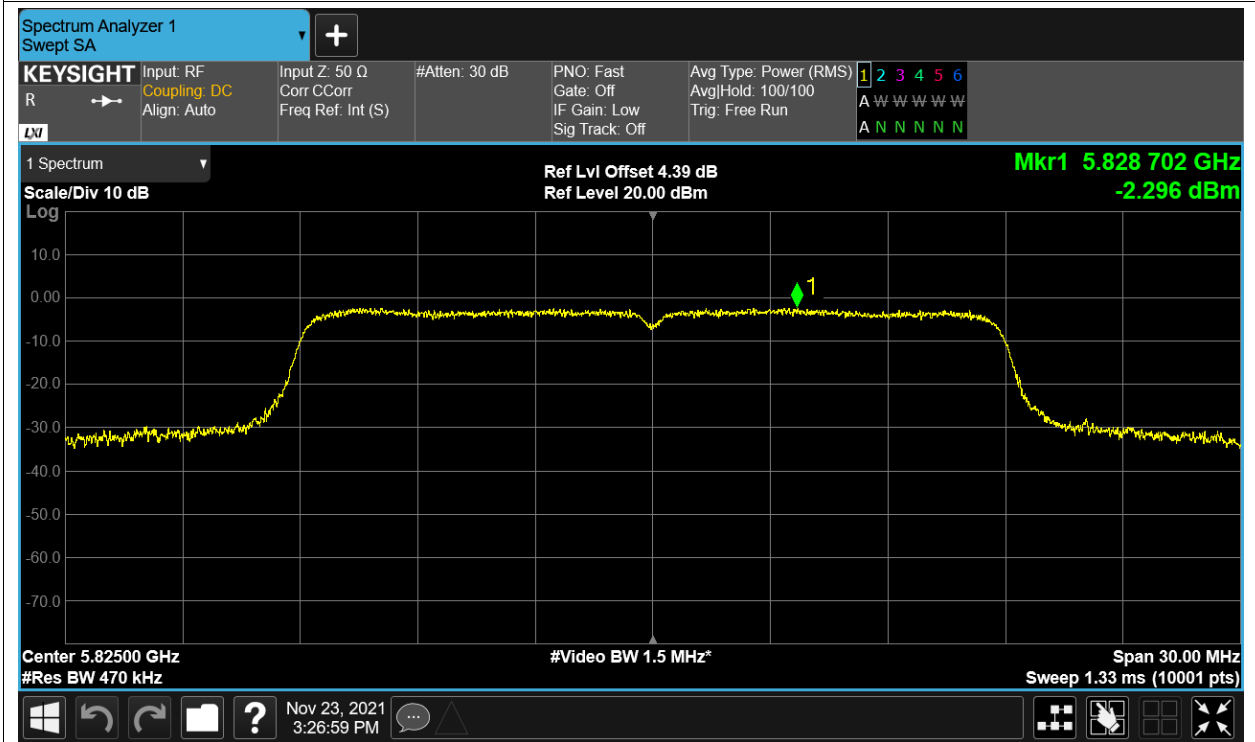 Spectrum Analyzer 1
Swept SA
KEYSIGHT
R
LXI
Input: RF
Coupling: DC
Align: Auto
Input Z: 50 Ω
Corr CCorr
Freq Ref: Int (S)
#Atten: 30 dB
PNO: Fast
Gate: Off
IF Gain: Low
Sig Track: Off
Avg Type: Power (RMS)
Avg|Hold: 100/100
Trig: Free Run
1 2 3 4 5 6
A W W W W W
A N N N N N
1 Spectrum
Scale/Div 10 dB
Log
Ref Lvl Offset 4.39 dB
Ref Level 20.00 dBm
Mkr1 5.828 702 GHz
-2.296 dBm
1
10.0
0.00
-10.0
-20.0
-30.0
-40.0
-50.0
-60.0
-70.0
Center 5.82500 GHz
#Res BW 470 kHz
#Video BW 1.5 MHz*
Span 30.00 MHz
Sweep 1.33 ms (10001 pts)
?
Nov 23, 2021
3:26:59 PM